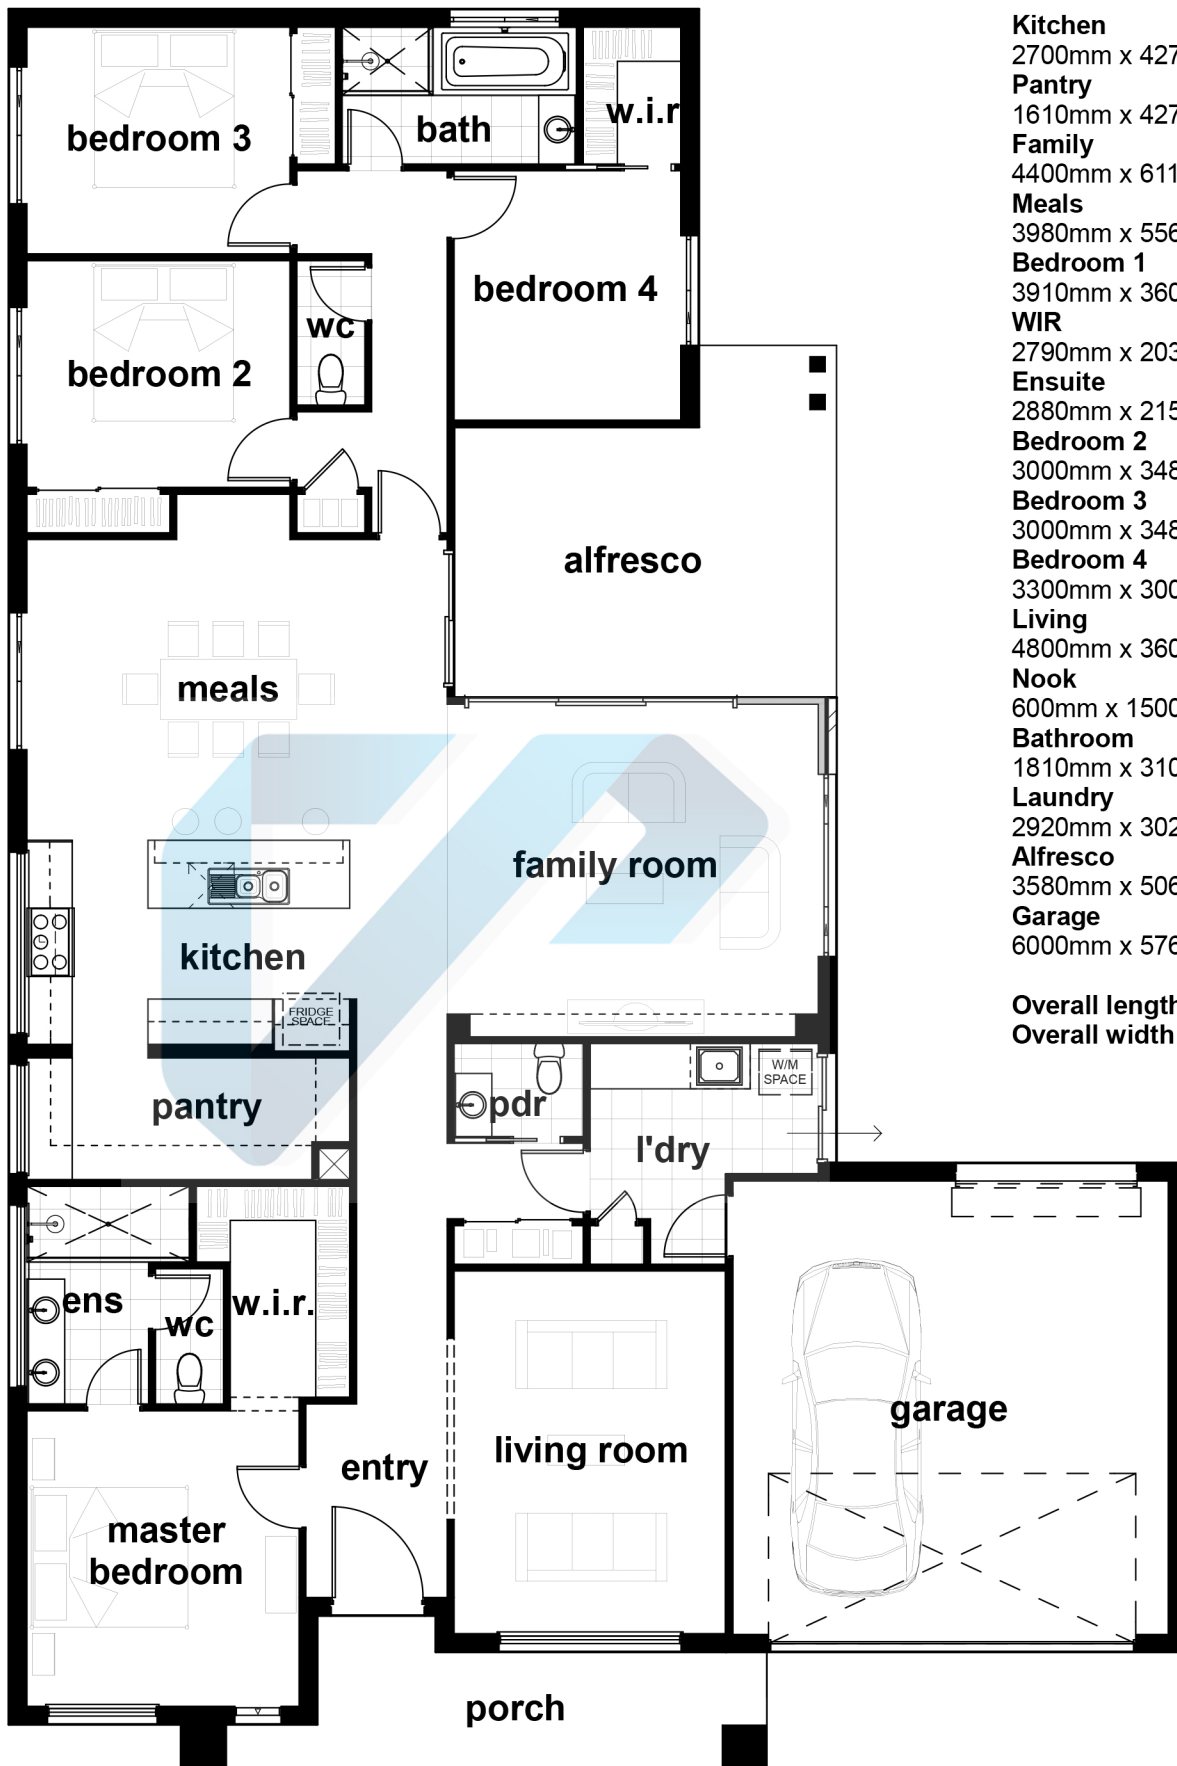 bedroom 3
bath
w.i.r
bedroom 4
wc
bedroom 2
alfresco
meals
family room
kitchen
FRIDGE
SPACE
pantry
pdr
W/M
SPACE
l'dry
ens
wc
w.i.r.
garage
living room
entry
master
bedroom
porch
Kitchen
2700mm x 427
Pantry
1610mm x 427
Family
4400mm x 611
Meals
3980mm x 556
Bedroom 1
3910mm x 360
WIR
2790mm x 203
Ensuite
2880mm x 215
Bedroom 2
3000mm x 348
Bedroom 3
3000mm x 348
Bedroom 4
3300mm x 300
Living
4800mm x 360
Nook
600mm x 1500
Bathroom
1810mm x 310
Laundry
2920mm x 302
Alfresco
3580mm x 506
Garage
6000mm x 576
Overall length
Overall width